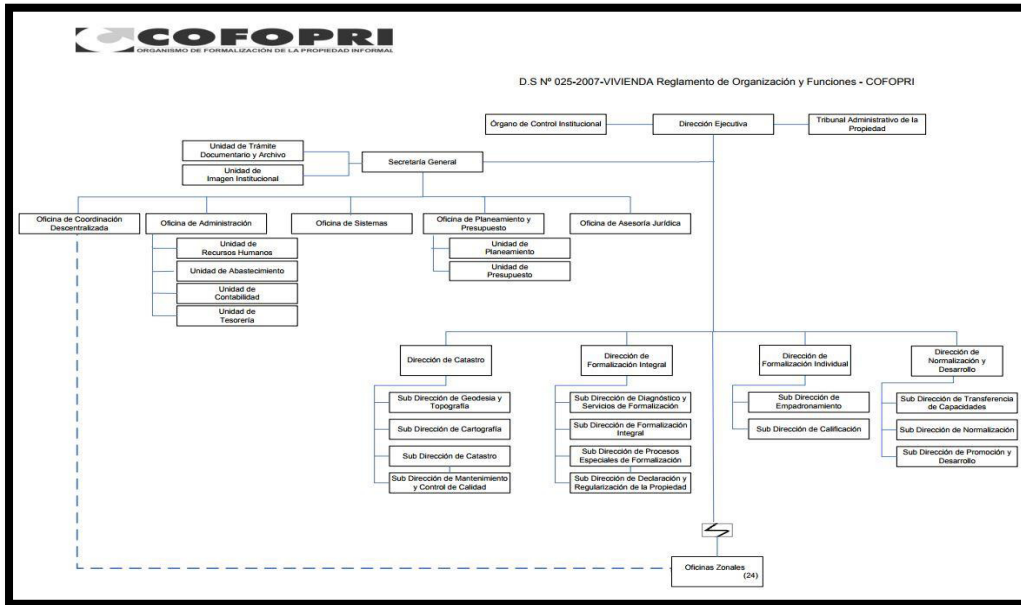 COFOPRI
ORGANISMO DE FORMALIZACIÓN DE LA PROPIEDAD INFORMAL
D.S Nº 025-2007-VIVIENDA Reglamento de Organización y Funciones - COFOPRI
Órgano de Control Institucional
Dirección Ejecutiva
Tribunal Administrativo de la
Propiedad
Unidad de Trámite
Documentario y Archivo
Unidad de
Imagen Institucional
Secretaría General
Oficina de Coordinación
Descentralizada
Oficina de Administración
Oficina de Sistemas
Oficina de Planeamiento y
Presupuesto
Oficina de Asesoría Jurídica
Unidad de
Recursos Humanos
Unidad de Abastecimiento
Unidad de
Contabilidad
Unidad de
Tesorería
Unidad de
Planeamiento
Unidad de
Presupuesto
Dirección de Catastro
Sub Dirección de Geodesia y
Topografía
Sub Dirección de Cartografía
Sub Dirección de Catastro
Sub Dirección de Mantenimiento
y Control de Calidad
Dirección de
Formalización Integral
Sub Dirección de Diagnóstico y
Servicios de Formalización
Sub Dirección de Formalización
Integral
Sub Dirección de Procesos
Especiales de Formalización
Sub Dirección de Declaración y
Regularización de la Propiedad
Dirección de
Formalización Individual
Sub Dirección de
Empadronamiento
Sub Dirección de Calificación
Dirección de
Normalización y
Desarrollo
Sub Dirección de Transferencia
de Capacidades
Sub Dirección de Normalización
Sub Dirección de Promoción y
Desarrollo
Oficinas Zonales
(24)